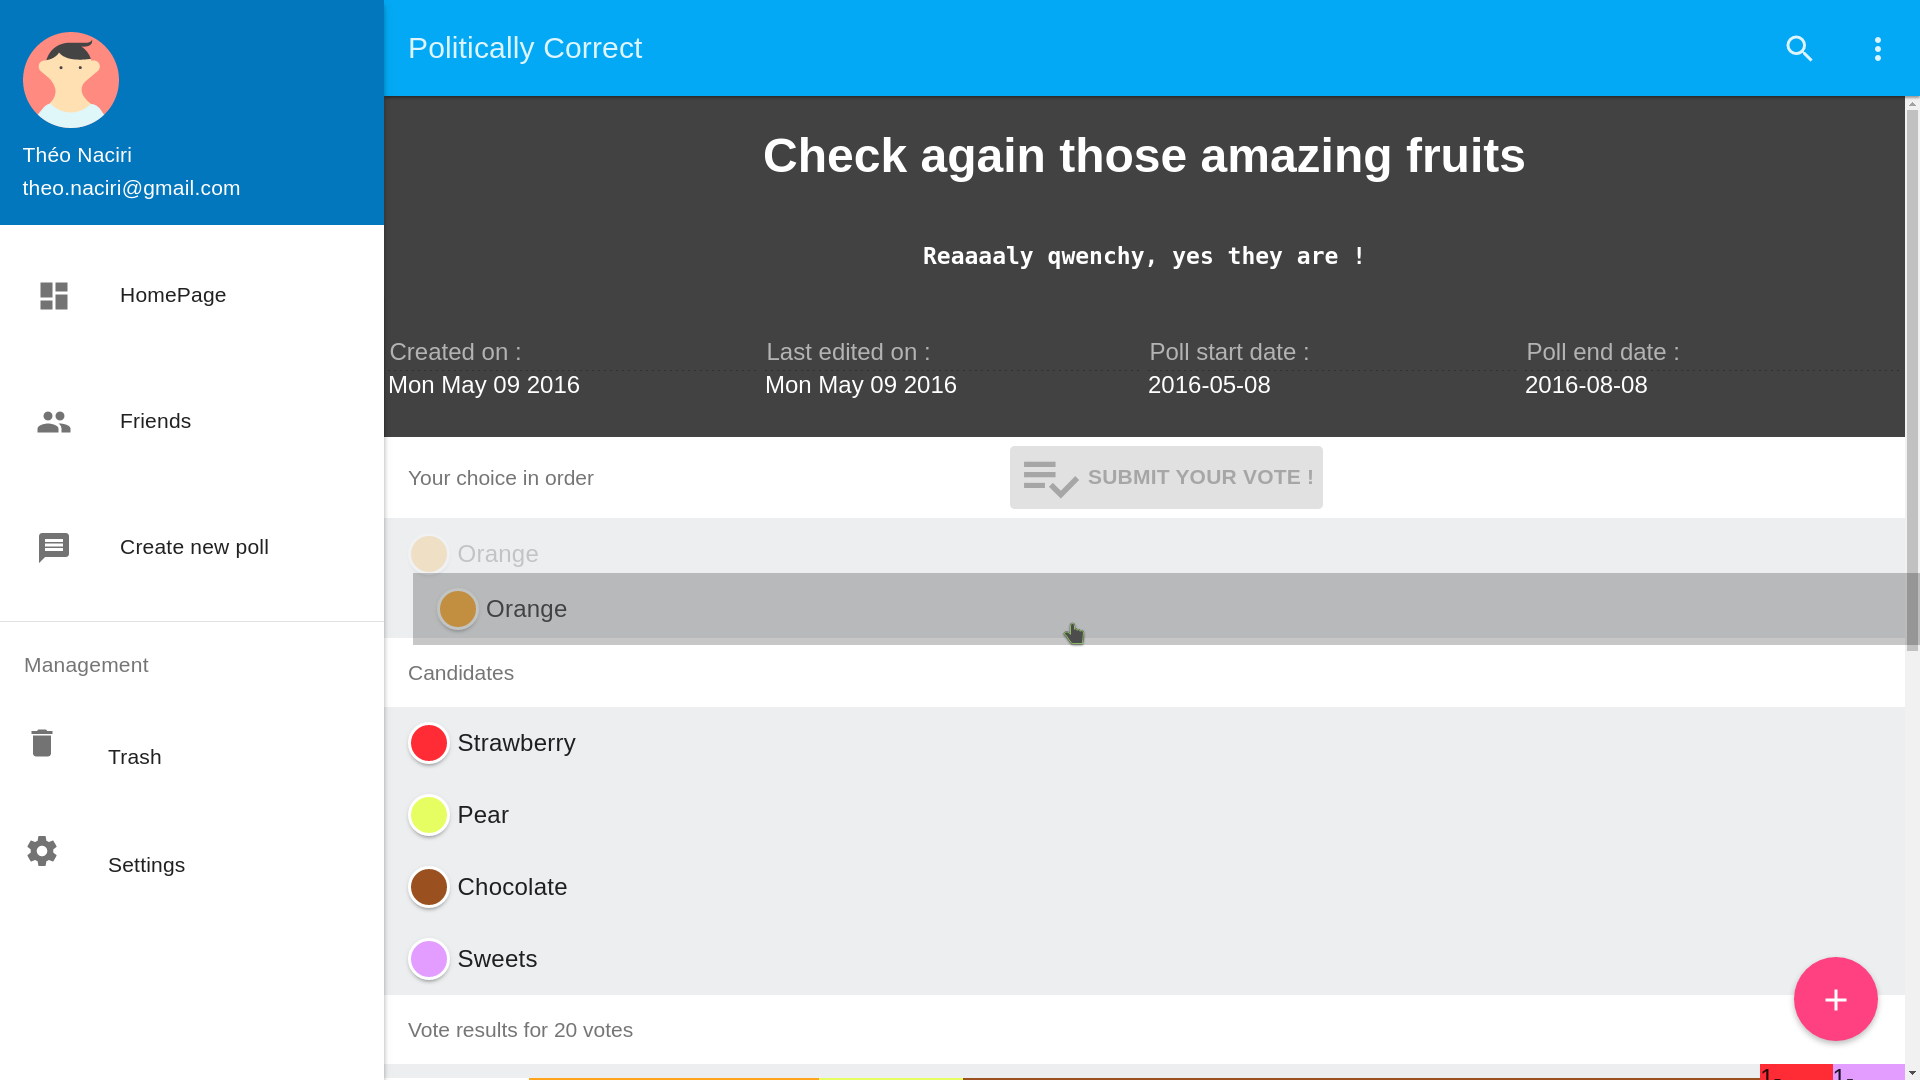 Politically Correct
Théo Naciri
theo.naciri@gmail.com
HomePage
Friends
Create new poll
Management
Trash
Settings
Check again those amazing fruits
Reaaaaly qwenchy, yes they are !
Created on : Last edited on : Poll start date : Poll end date :
Mon May 09 2016 Mon May 09 2016 2016-05-08 2016-08-08
Your choice in order
SUBMIT YOUR VOTE !
Orange
Orange
Candidates
Strawberry
Pear
Chocolate
Sweets
Vote results for 20 votes
1- 1-